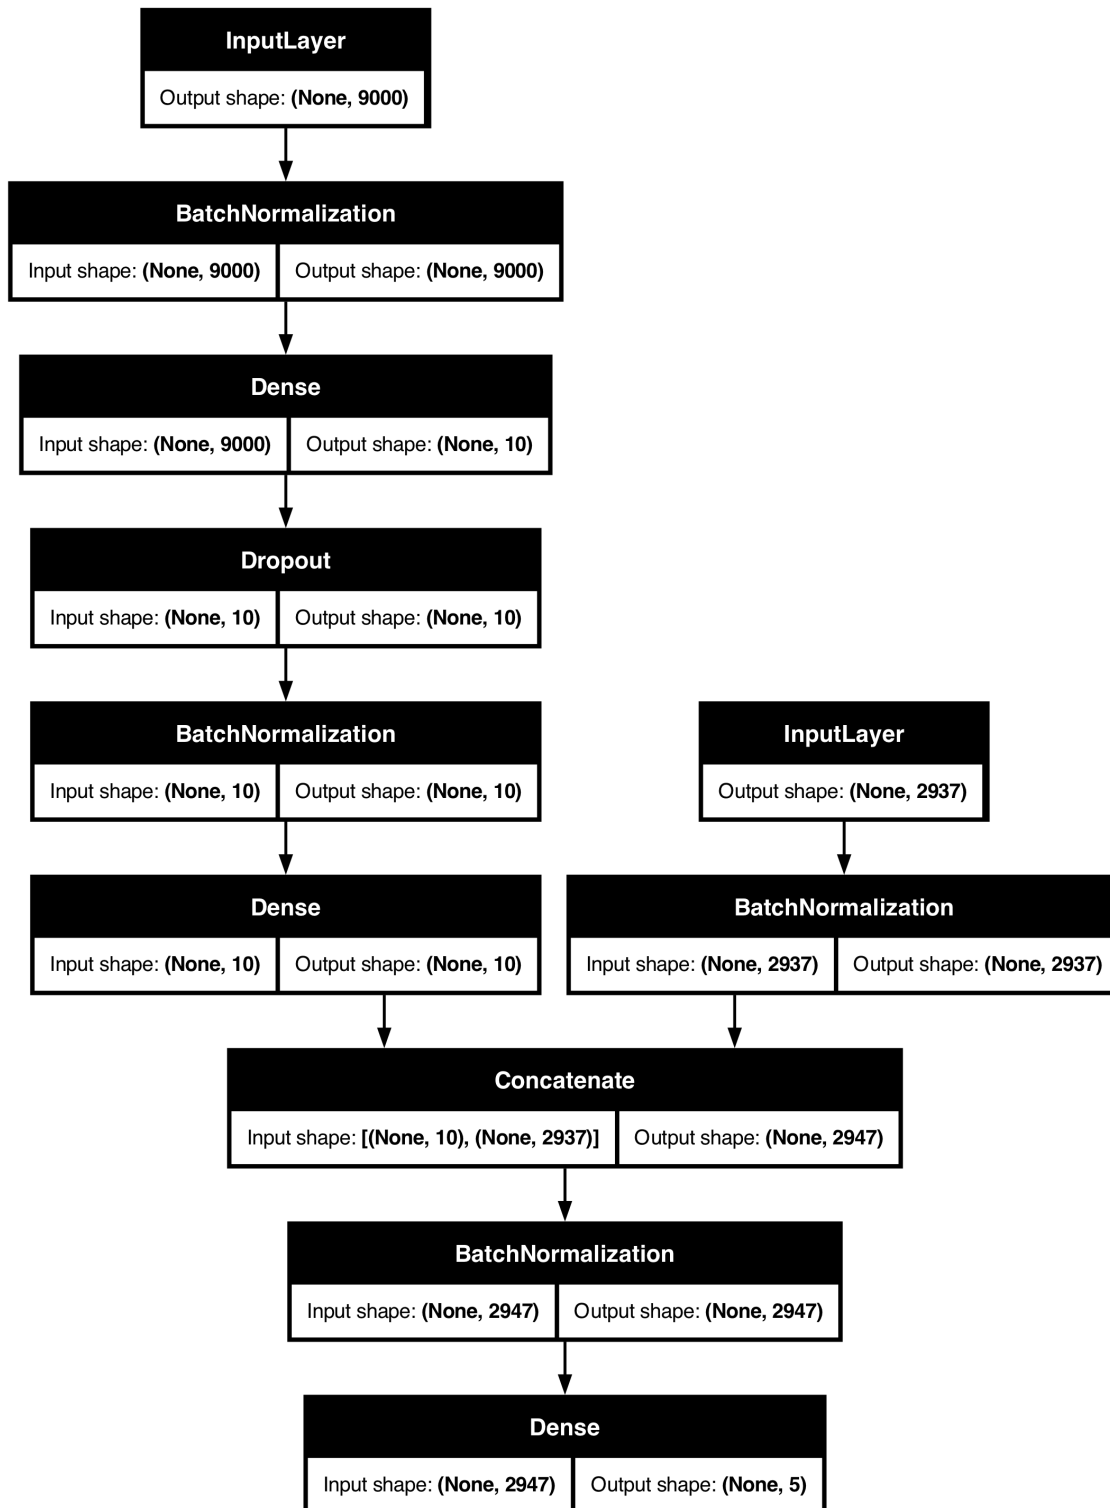 InputLayer
Output shape: (None, 9000)
BatchNormalization
Input shape: (None, 9000) Output shape: (None, 9000)
Dense
Input shape: (None, 9000) Output shape: (None, 10)
Dropout
Input shape: (None, 10) Output shape: (None, 10)
BatchNormalization
Input shape: (None, 10) Output shape: (None, 10)
InputLayer
Output shape: (None, 2937)
Dense
Input shape: (None, 10) Output shape: (None, 10)
BatchNormalization
Input shape: (None, 2937) Output shape: (None, 2937)
Concatenate
Input shape: [(None, 10), (None, 2937)] Output shape: (None, 2947)
BatchNormalization
Input shape: (None, 2947) Output shape: (None, 2947)
Dense
Input shape: (None, 2947) Output shape: (None, 5)